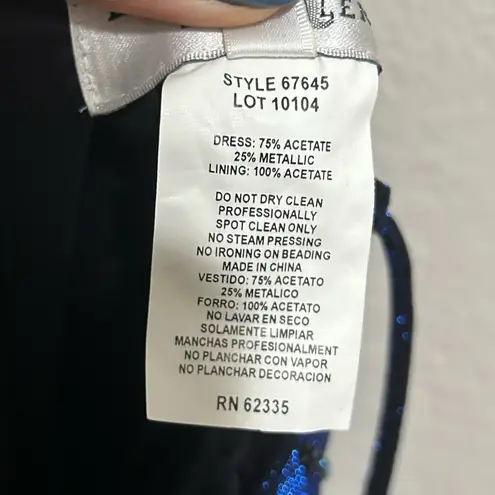 STYLE 67645
LOT 10104
DRESS: 75% ACETATE
25% METALLIC
LINING: 100% ACETATE
DO NOT DRY CLEAN
PROFESSIONALLY
SPOT CLEAN ONLY
NO STEAM PRESSING
NO IRONING ON BEADING
MADE IN CHINA
VESTIDO: 75% ACETATO
25% METALICO
FORRO: 100% ACETATO
NO LAVAR EN SECO
SOLAMENTE LIMPIAR
MANCHAS PROFESIONALMENT
NO PLANCHAR CON VAPOR
NO PLANCHAR DECORACION
RN 62335